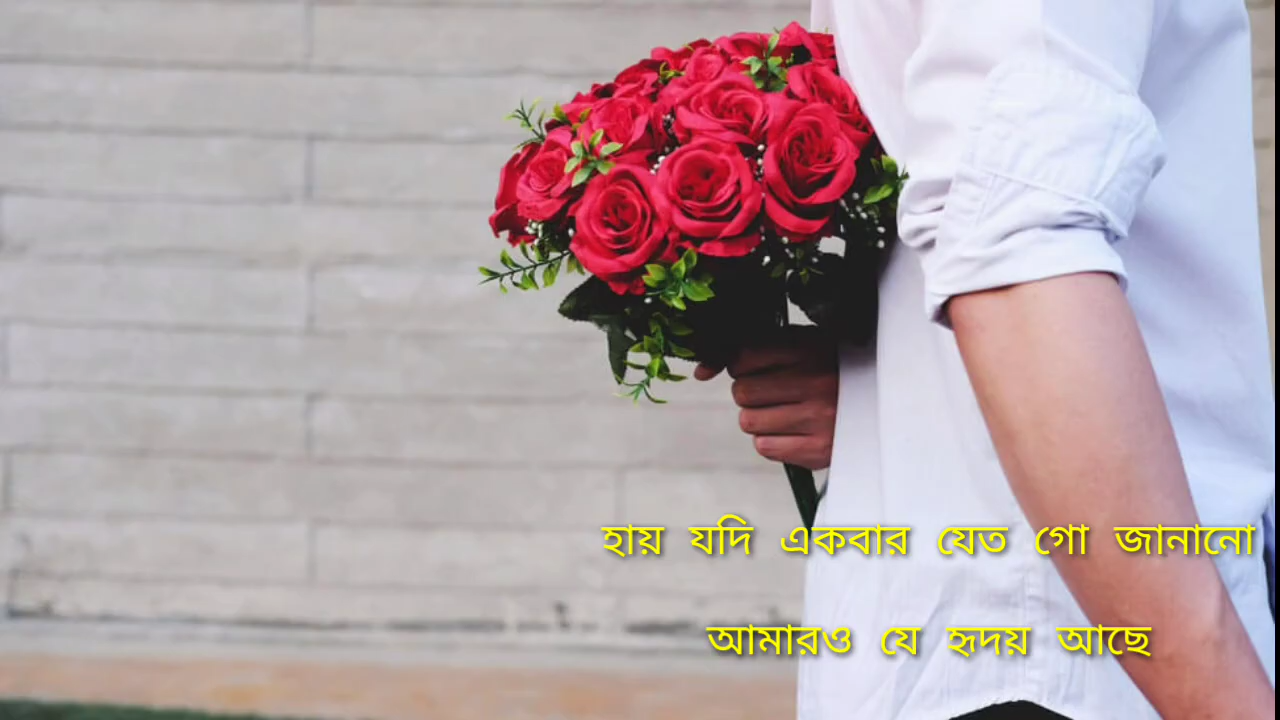 হায় যদি একবার যেত গো জানানো
আমারও যে হৃদয় আছে